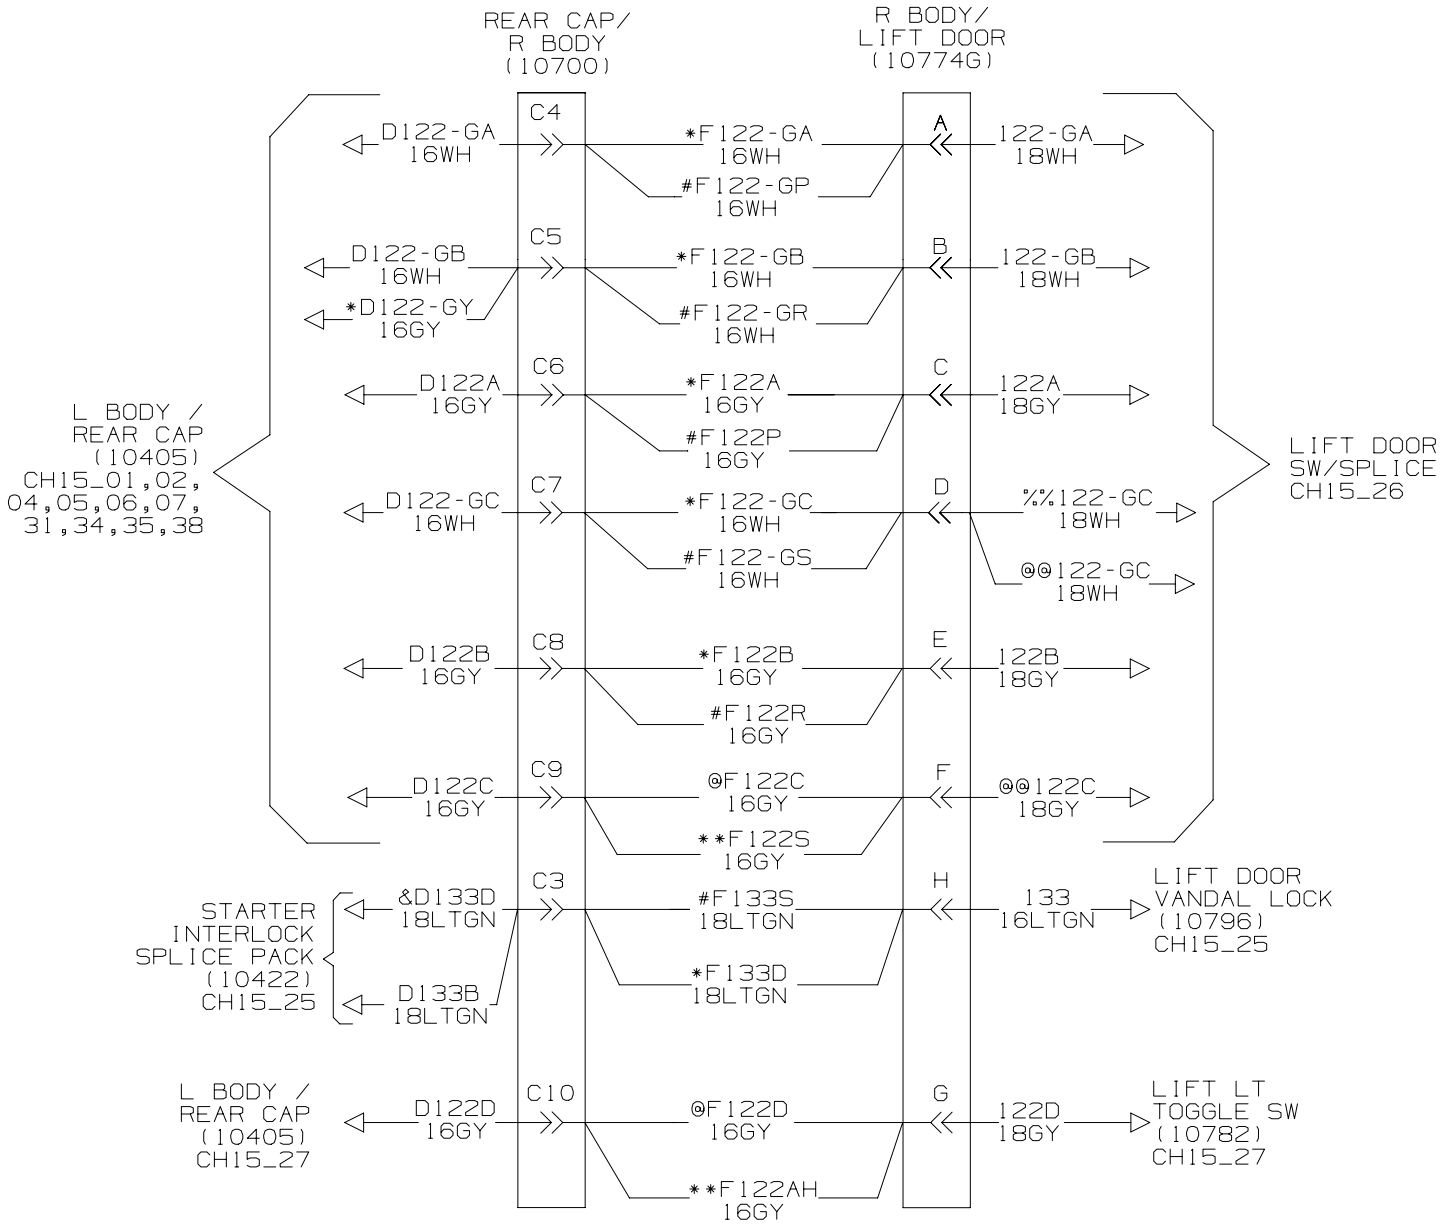 REAR CAP/
R BODY
(10700)
R BODY/
LIFT DOOR
(10774G)
C4
A
D122-GA
16WH
*F122-GA
16WH
122-GA
18WH
#F122-GP
16WH
C5
B
D122-GB
16WH
*F122-GB
16WH
122-GB
18WH
*D122-GY
16GY
#F122-GR
16WH
C6
C
D122A
16GY
*F122A
16GY
122A
18GY
#F122P
16GY
L BODY /
REAR CAP
(10405)
CH15_01,02,
04,05,06,07,
31,34,35,38
LIFT DOOR
SW/SPLICE
CH15_26
C7
D
D122-GC
16WH
*F122-GC
16WH
%%122-GC
18WH
#F122-GS
16WH
@@122-GC
18WH
C8
E
D122B
16GY
*F122B
16GY
122B
18GY
#F122R
16GY
C9
F
D122C
16GY
@F122C
16GY
@@122C
18GY
**F122S
16GY
C3
H
&D133D
18LTGN
#F133S
18LTGN
133
16LTGN
LIFT DOOR
VANDAL LOCK
(10796)
CH15_25
STARTER
INTERLOCK
SPLICE PACK
(10422)
CH15_25
*F133D
18LTGN
D133B
18LTGN
C10
G
L BODY /
REAR CAP
(10405)
CH15_27
D122D
16GY
@F122D
16GY
122D
18GY
LIFT LT
TOGGLE SW
(10782)
CH15_27
**F122AH
16GY